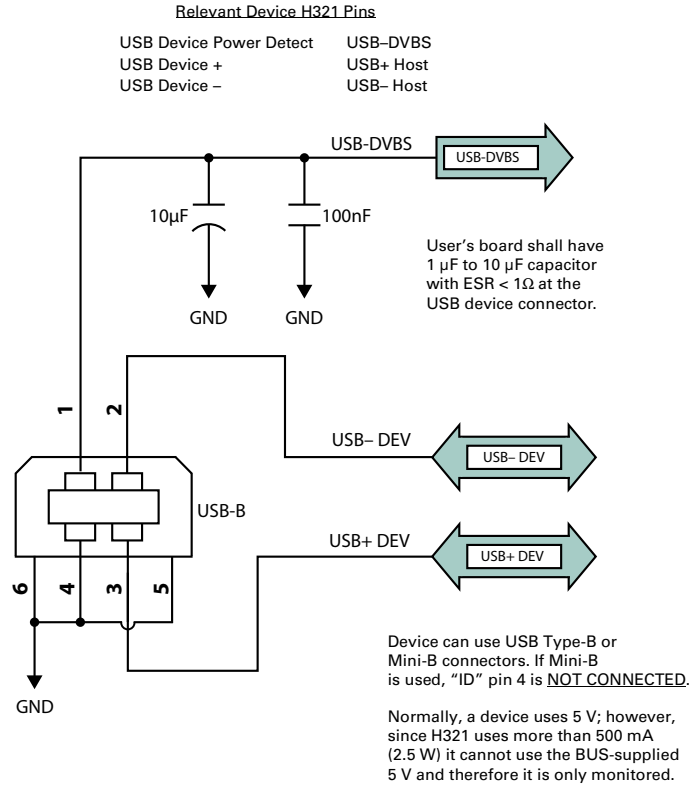 Relevant Device H321 Pins
USB Device Power Detect USB–DVBS
USB Device + USB+ Host
USB Device – USB– Host
USB-DVBS
USB-DVBS
10µF
100nF
GND
GND
User's board shall have
1 µF to 10 µF capacitor
with ESR < 1Ω at the
USB device connector.
1
2
USB– DEV
USB– DEV
USB-B
USB+ DEV
USB+ DEV
6
4
3
5
GND
Device can use USB Type-B or
Mini-B connectors. If Mini-B
is used, “ID” pin 4 is NOT CONNECTED.
Normally, a device uses 5 V; however,
since H321 uses more than 500 mA
(2.5 W) it cannot use the BUS-supplied
5 V and therefore it is only monitored.